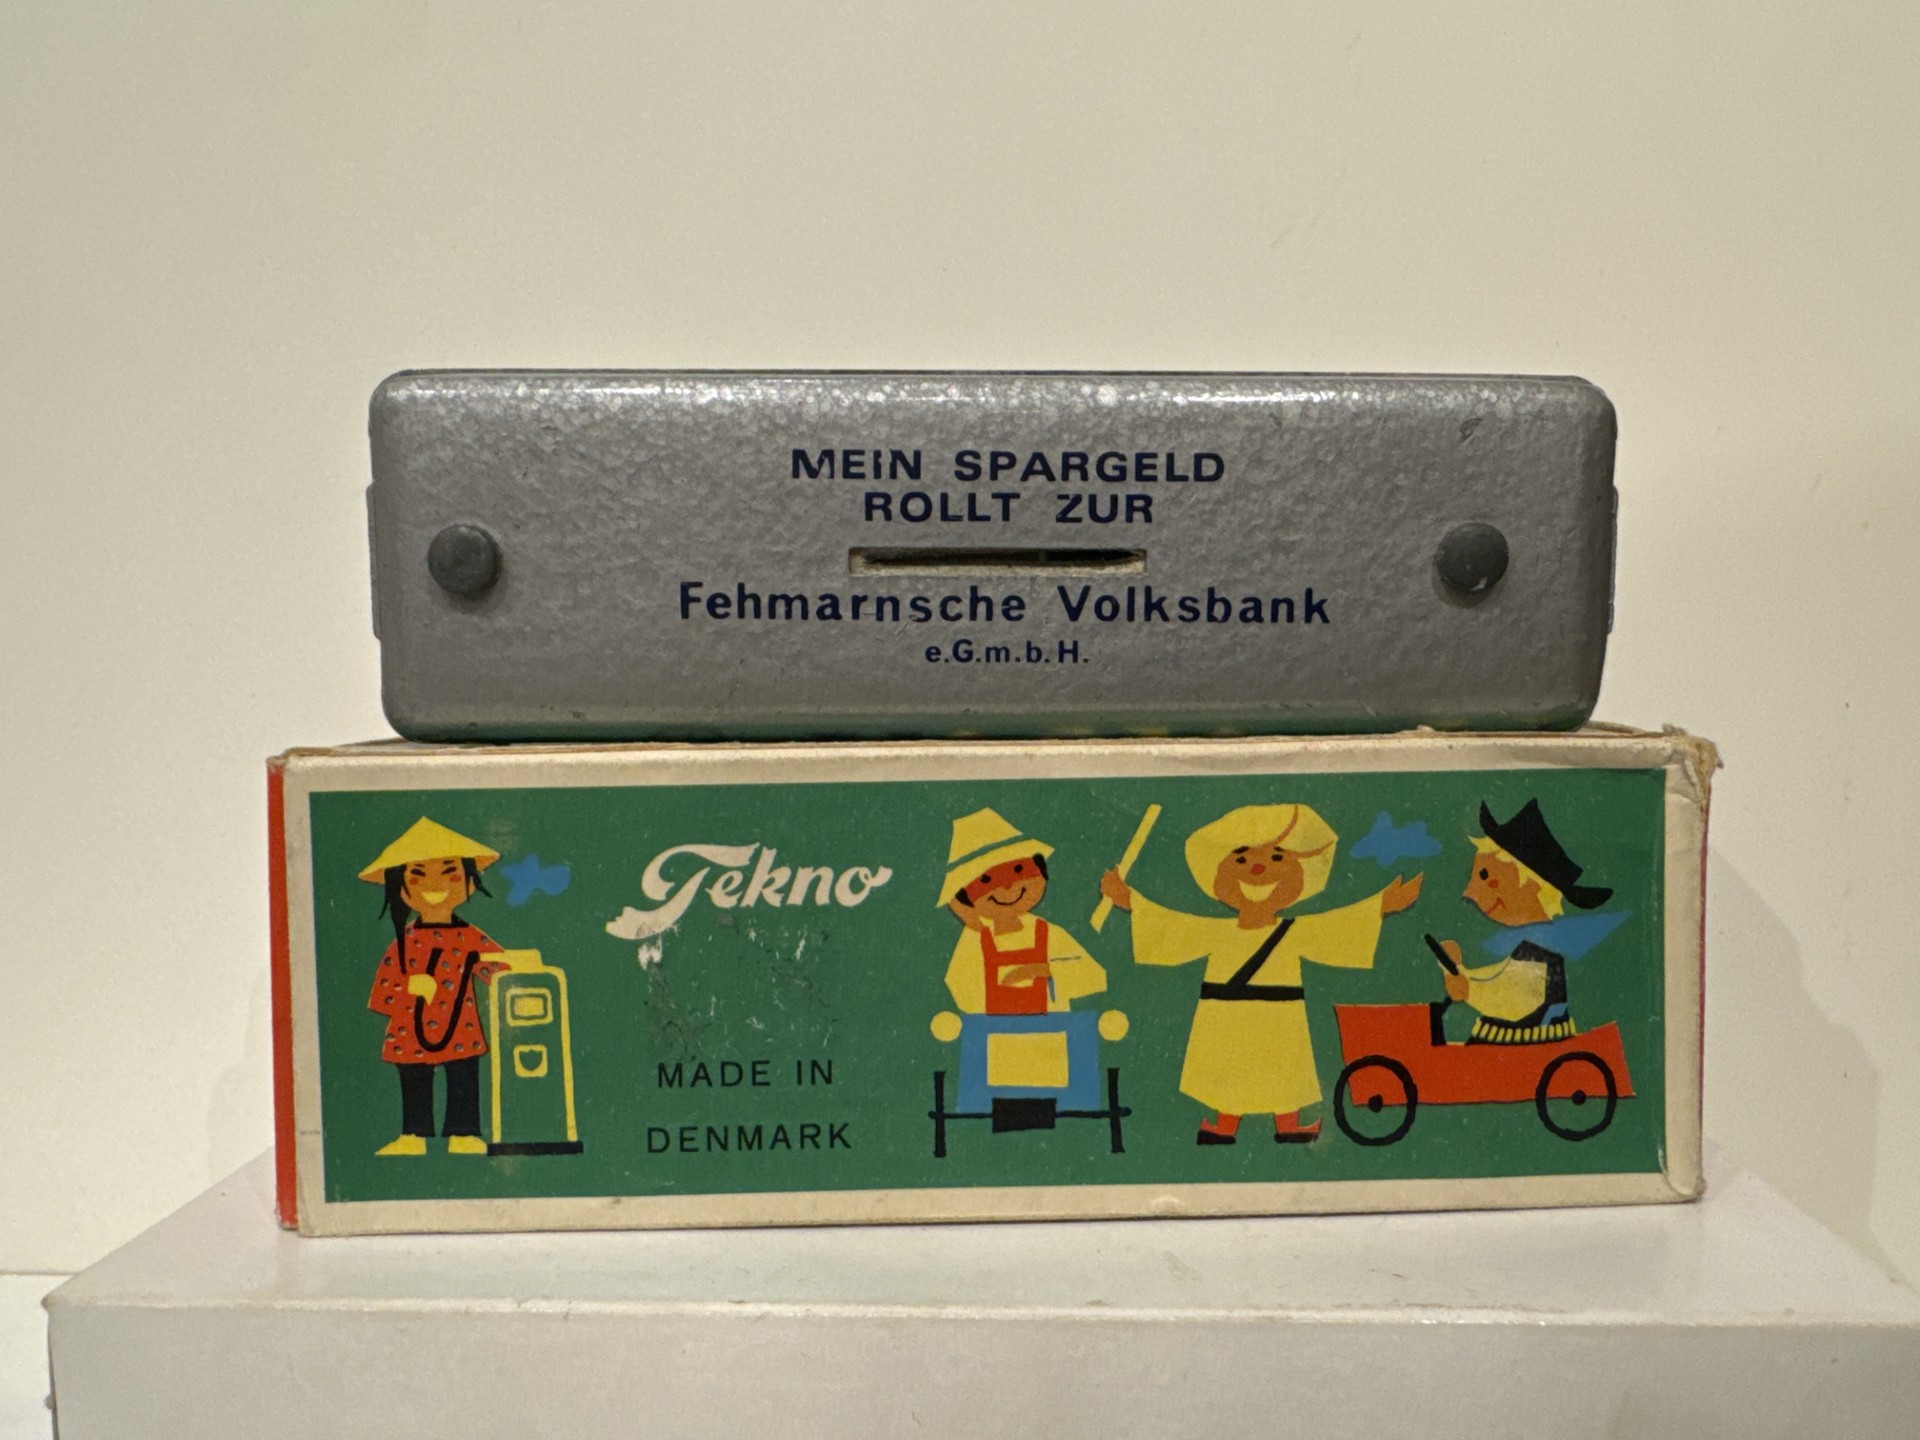 MEIN SPARGELD
ROLLT ZUR
Fehmarnsche Volksbank
e.G.m.b.H.
Tekno
MADE IN
DENMARK